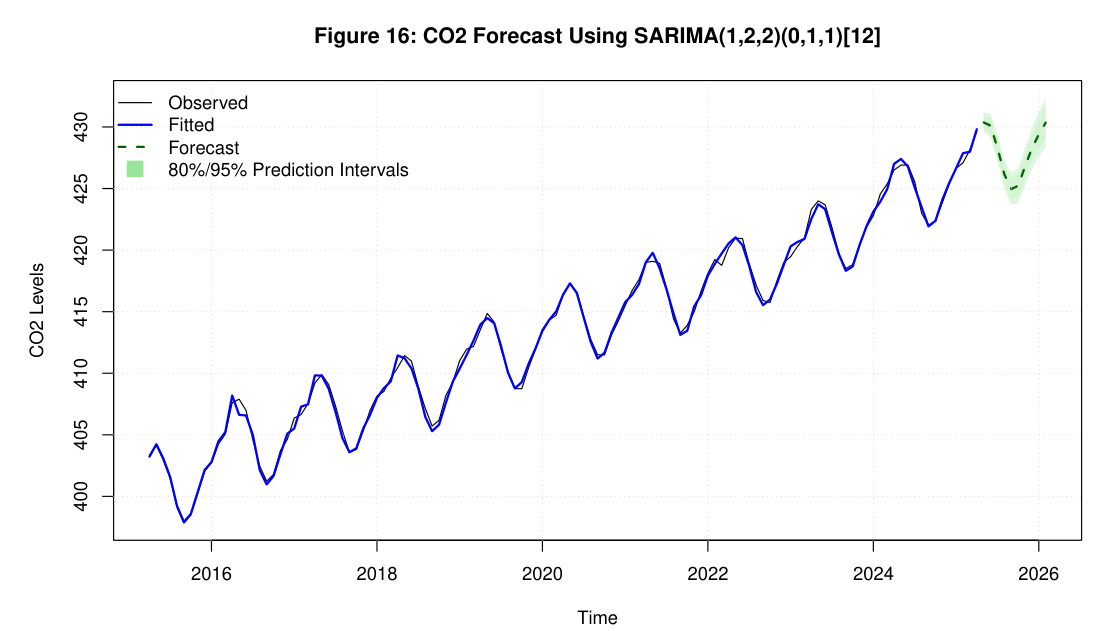 Figure 16: CO2 Forecast Using SARIMA(1,2,2)(0,1,1)[12]
Observed
Fitted
Forecast
80%/95% Prediction Intervals
CO2 Levels
430
425
420
415
410
405
400
2016
2018
2020
2022
2024
2026
Time